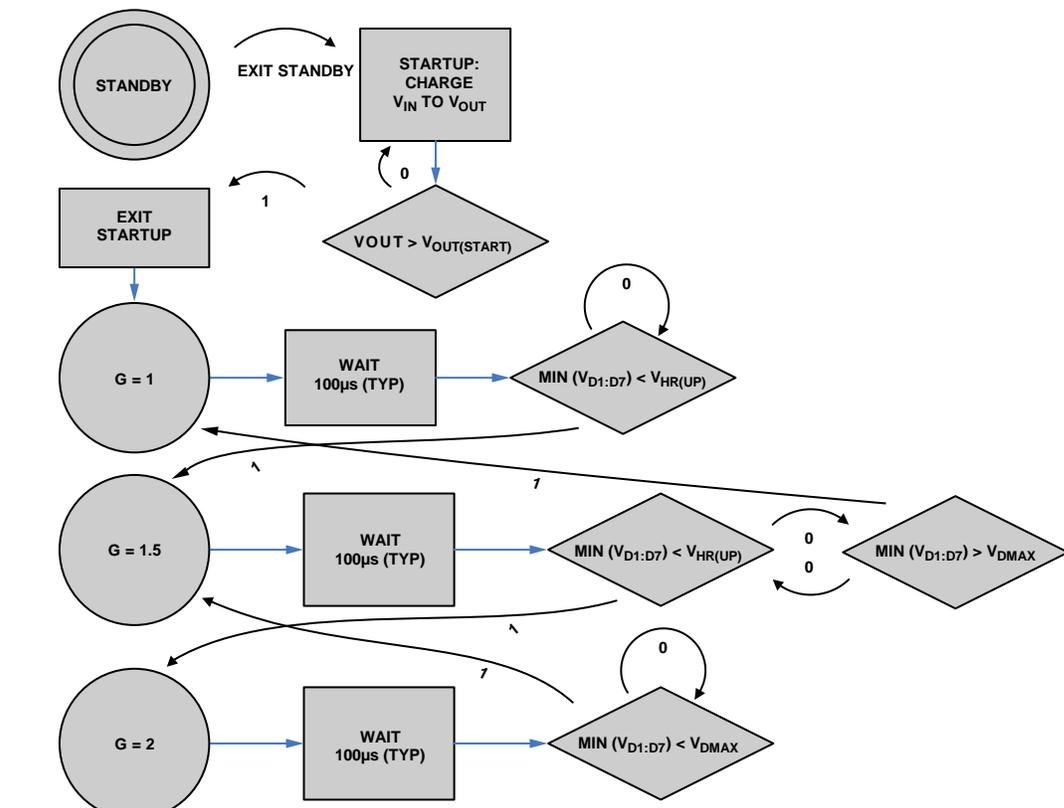 STANDBY
EXIT STANDBY
STARTUP:
CHARGE
VIN TO VOUT
0
1
EXIT
STARTUP
VOUT > VOUT(START)
0
G = 1
WAIT
100µs (TYP)
MIN (VD1:D7) < VHR(UP)
1
1
G = 1.5
WAIT
100µs (TYP)
MIN (VD1:D7) < VHR(UP)
0
0
MIN (VD1:D7) > VDMAX
1
1
0
G = 2
WAIT
100µs (TYP)
MIN (VD1:D7) < VDMAX